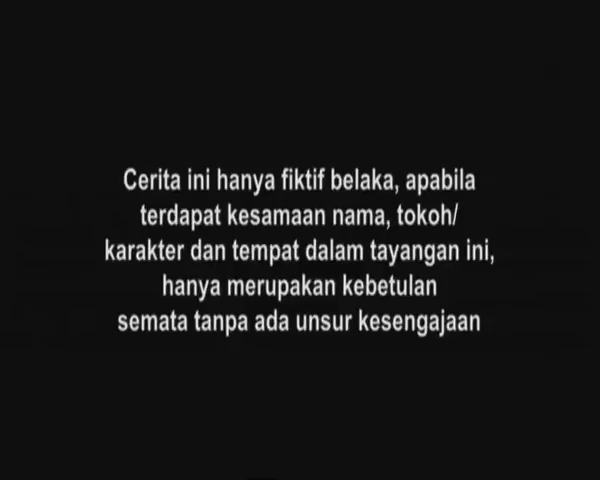 Cerita ini hanya fiktif belaka, apabila
terdapat kesamaan nama, tokoh/
karakter dan tempat dalam tayangan ini,
hanya merupakan kebetulan
semata tanpa ada unsur kesengajaan